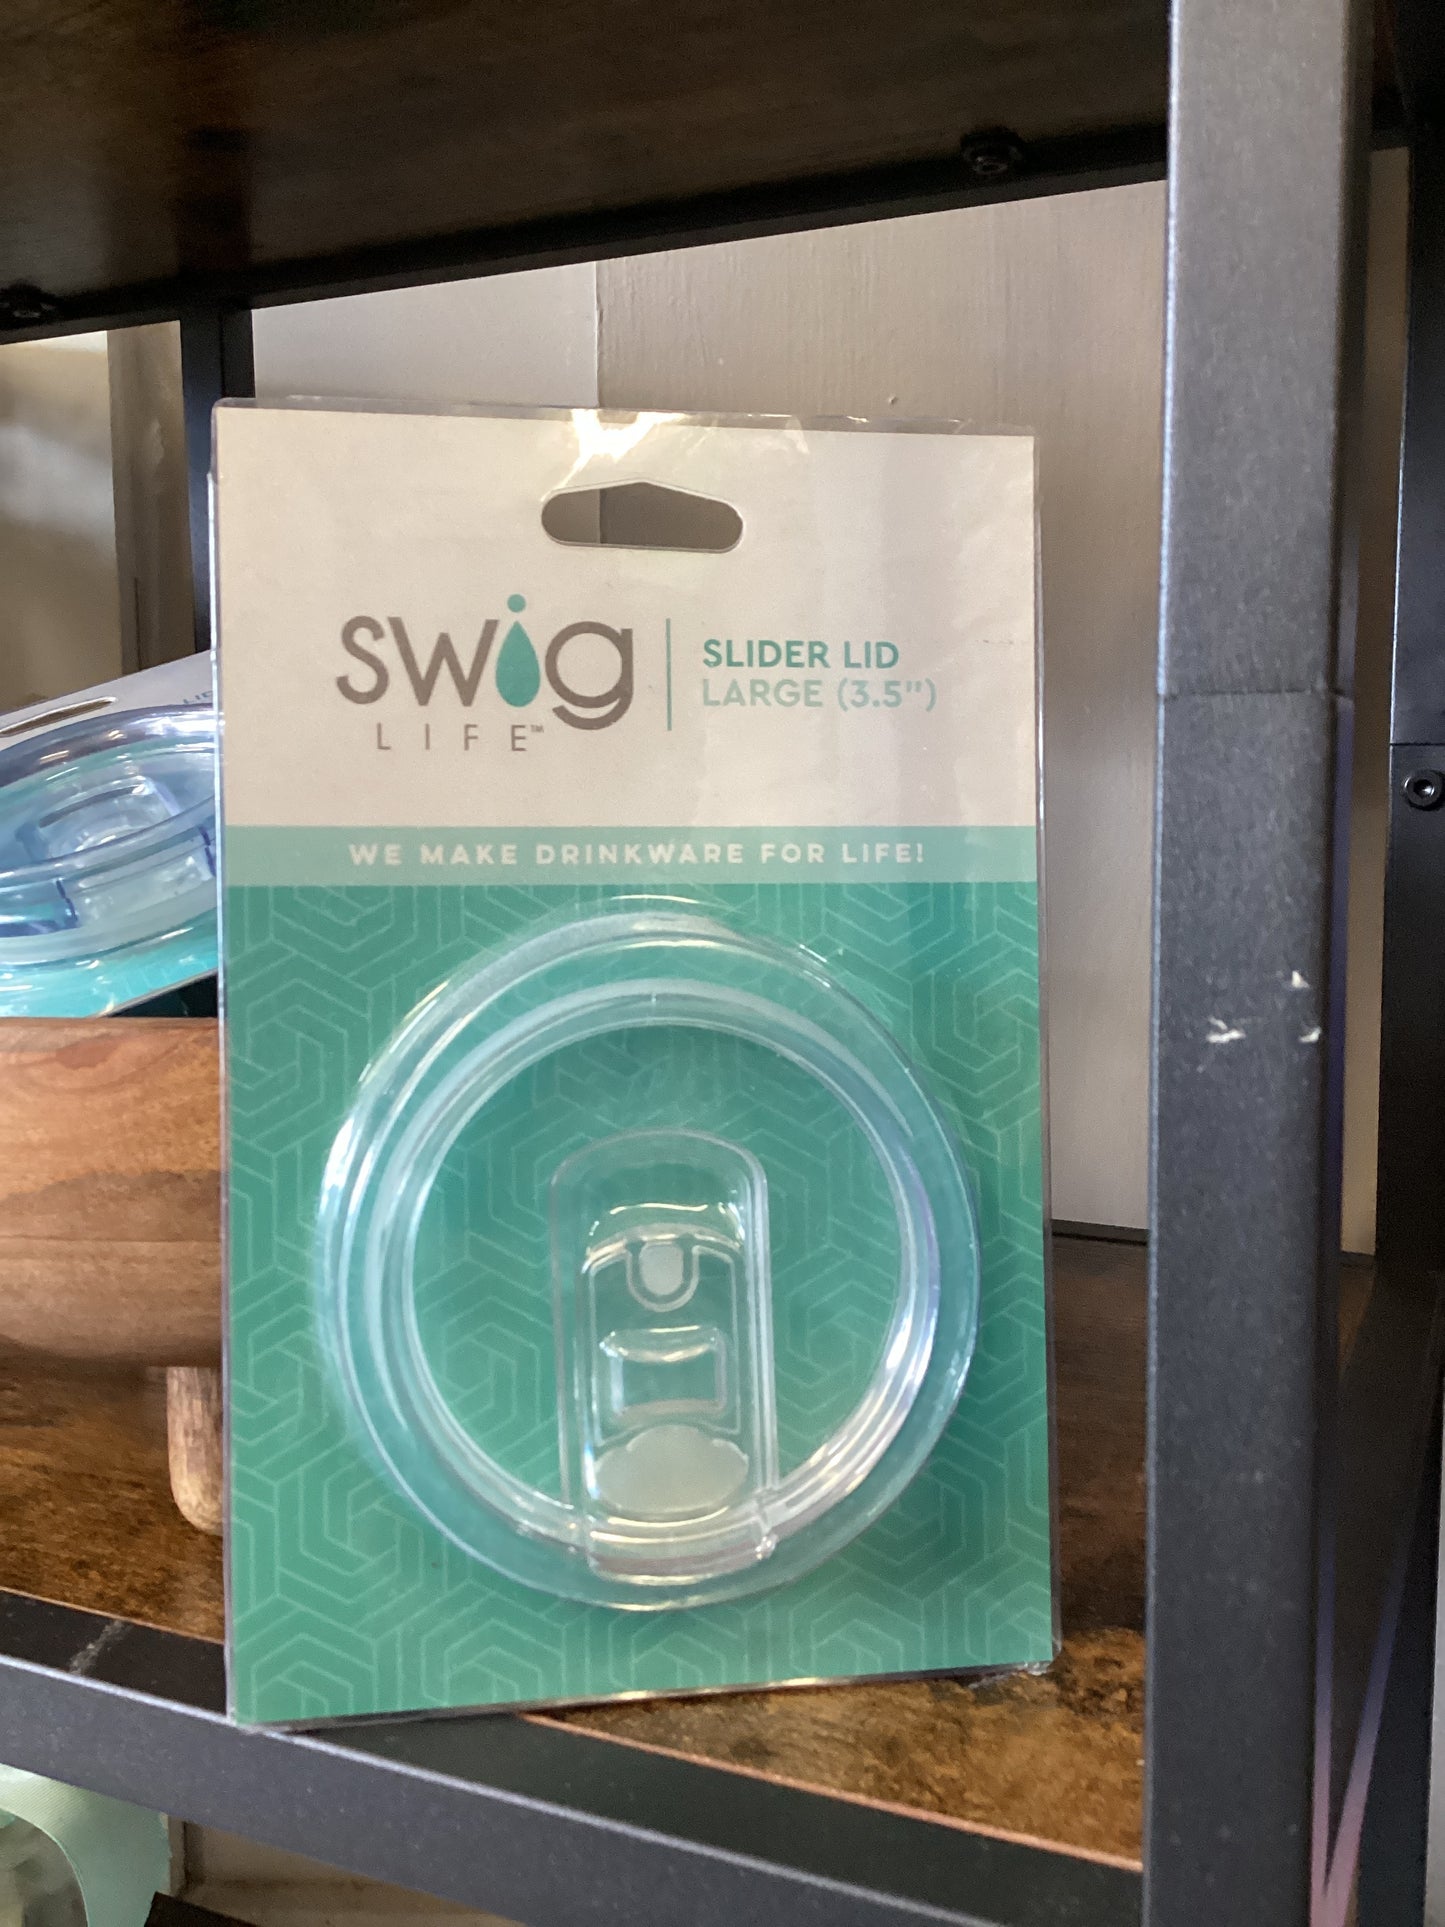 swig
LIFE™
SLIDER LID
LARGE (3.5")
WE MAKE DRINKWARE FOR LIFE!